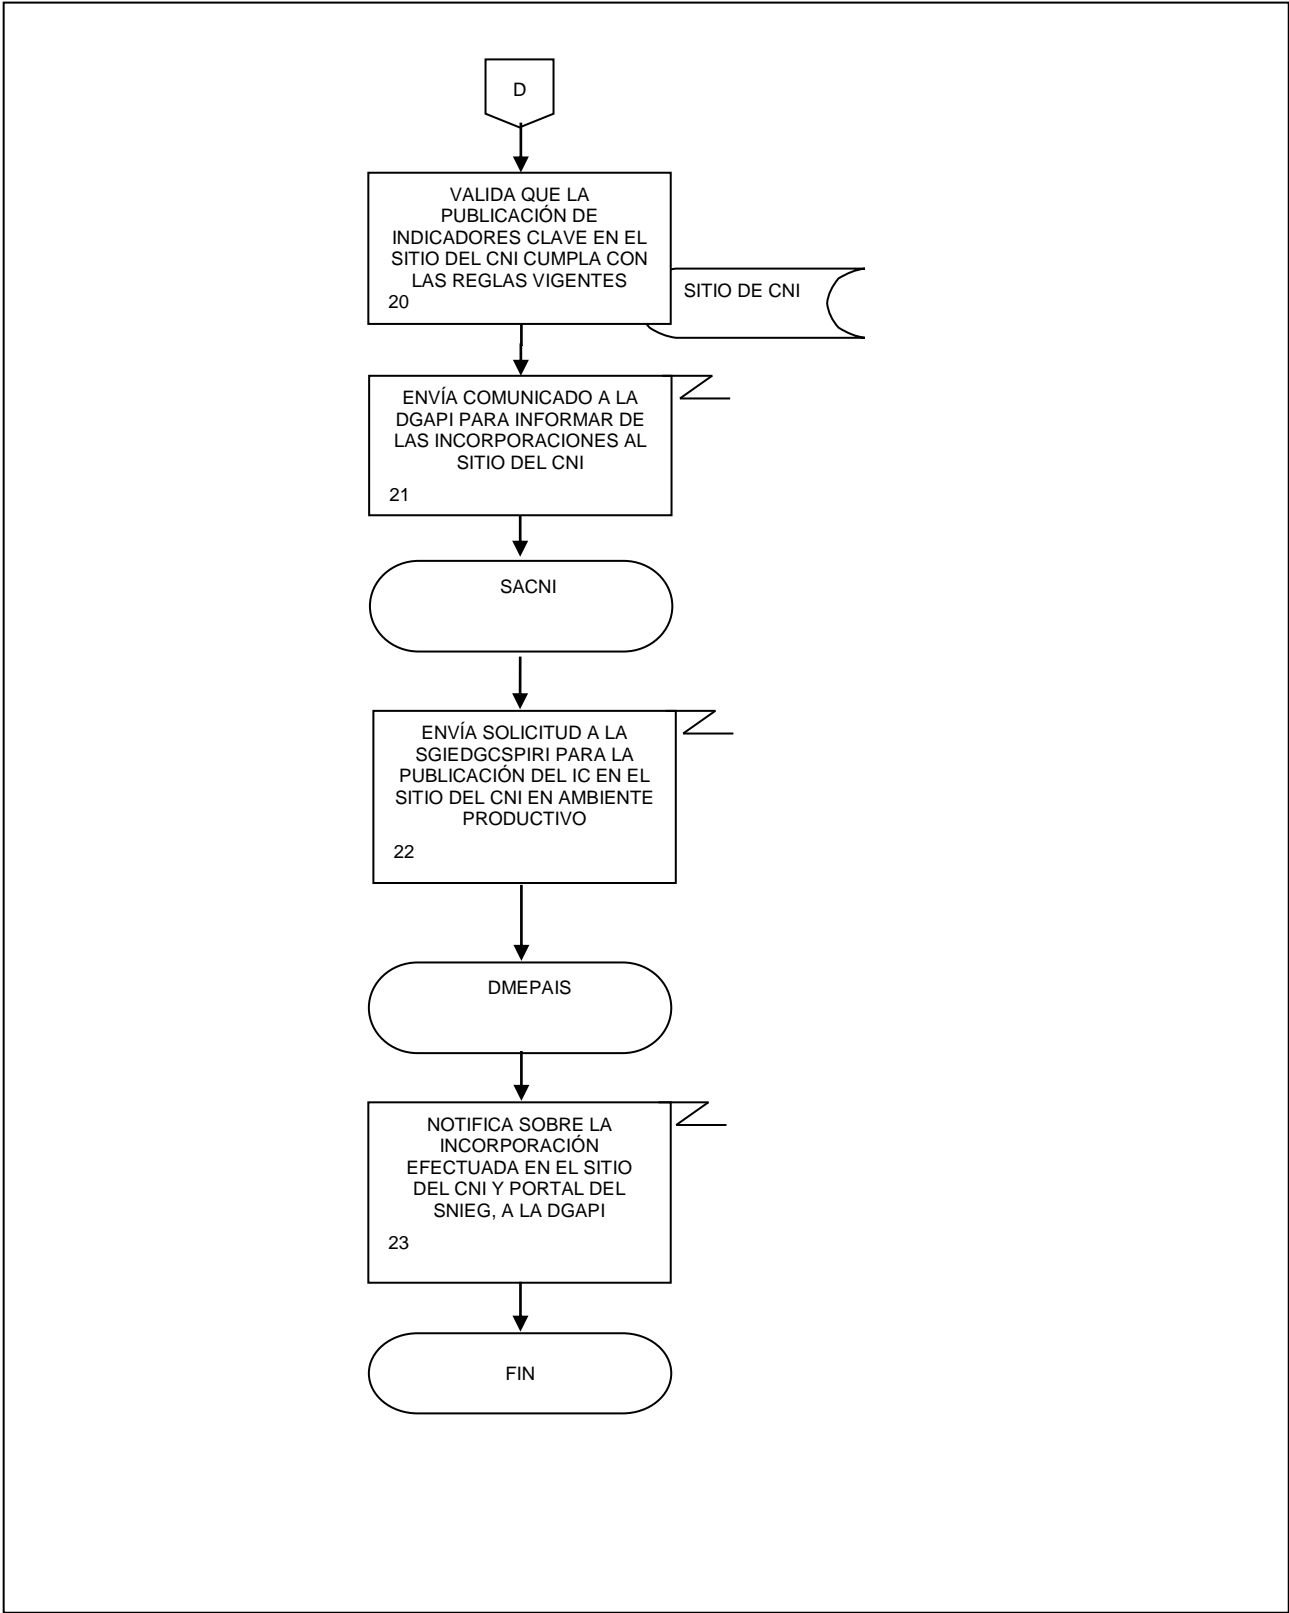 D
VALIDA QUE LA
PUBLICACIÓN DE
INDICADORES CLAVE EN EL
SITIO DEL CNI CUMPLA CON
LAS REGLAS VIGENTES
20
SITIO DE CNI
ENVÍA COMUNICADO A LA
DGAPI PARA INFORMAR DE
LAS INCORPORACIONES AL
SITIO DEL CNI
21
SACNI
ENVÍA SOLICITUD A LA
SGIEDGCSPIRI PARA LA
PUBLICACIÓN DEL IC EN EL
SITIO DEL CNI EN AMBIENTE
PRODUCTIVO
22
DMEPAIS
NOTIFICA SOBRE LA
INCORPORACIÓN
EFECTUADA EN EL SITIO
DEL CNI Y PORTAL DEL
SNIEG, A LA DGAPI
23
FIN